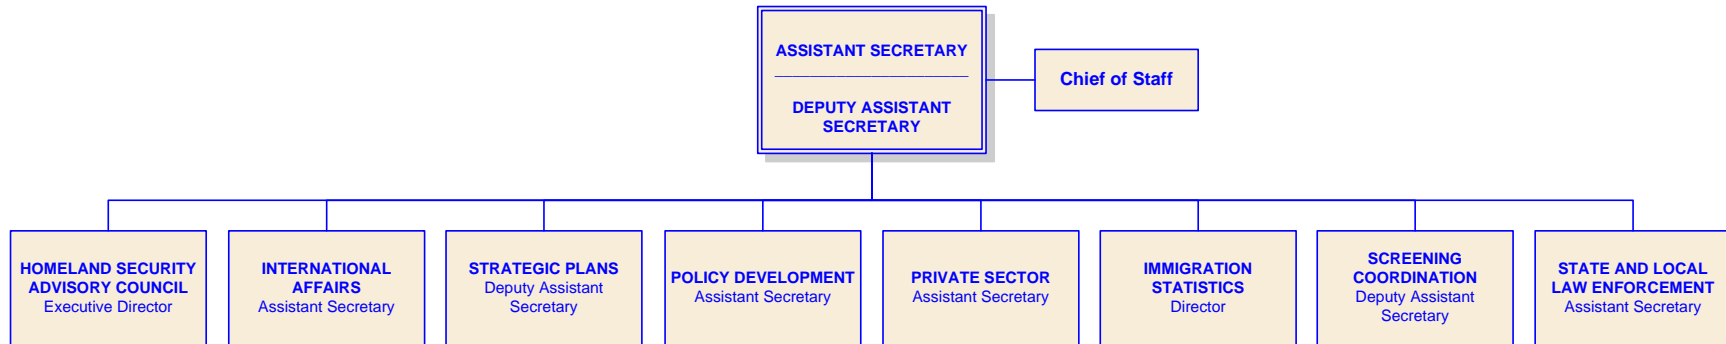 ASSISTANT SECRETARY
DEPUTY ASSISTANT
SECRETARY
Chief of Staff
HOMELAND SECURITY
ADVISORY COUNCIL
Executive Director
INTERNATIONAL
AFFAIRS
Assistant Secretary
STRATEGIC PLANS
Deputy Assistant
Secretary
POLICY DEVELOPMENT
Assistant Secretary
PRIVATE SECTOR
Assistant Secretary
IMMIGRATION
STATISTICS
Director
SCREENING
COORDINATION
Deputy Assistant
Secretary
STATE AND LOCAL
LAW ENFORCEMENT
Assistant Secretary